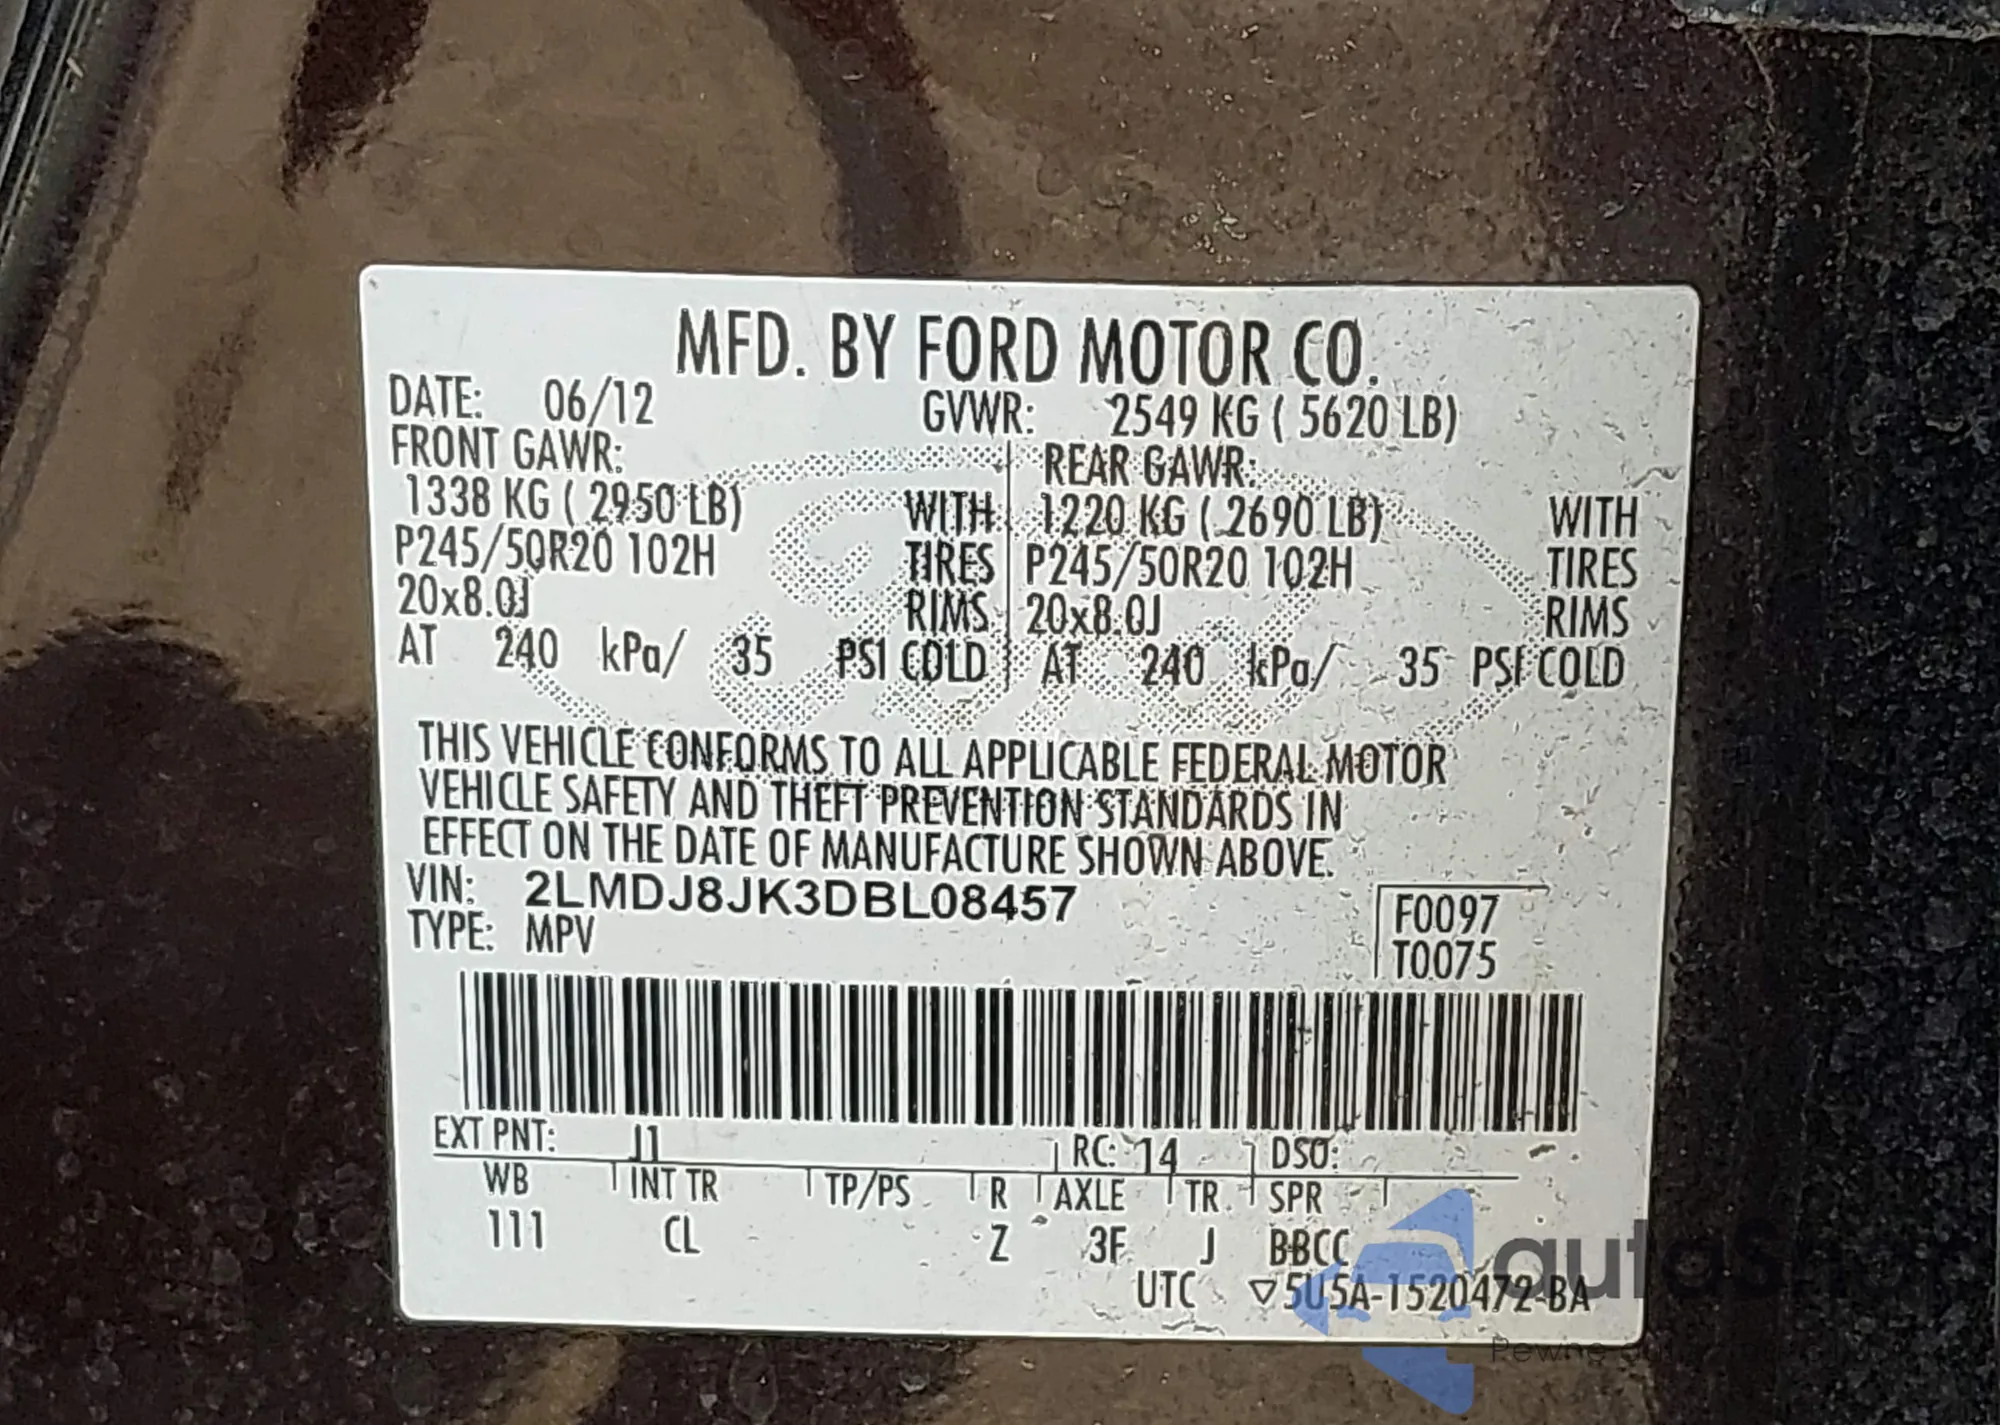 MFD. BY FORD MOTOR CO.
DATE: 06/12 GVWR: 2549 KG ( 5620 LB)
FRONT GAWR: REAR GAWR:
1338 KG ( 2950 LB) WITH 1220 KG ( 2690 LB) WITH
P245/50R20 102H TIRES P245/50R20 102H TIRES
20x8.0J RIMS 20x8.0J RIMS
AT 240 kPa/ 35 PSI COLD AT 240 kPa/ 35 PSI COLD
THIS VEHICLE CONFORMS TO ALL APPLICABLE FEDERAL MOTOR
VEHICLE SAFETY AND THEFT PREVENTION STANDARDS IN
EFFECT ON THE DATE OF MANUFACTURE SHOWN ABOVE.
VIN: 2LMDJ8JK3DBL08457
TYPE: MPV
F0097
T0075
EXT PNT: J1 RC: 14 DSO:
WB INT TR TP/PS R AXLE TR SPR
111 CL Z 3F J BBCC
UTC ▽5U5A-1520472-BA
Ford